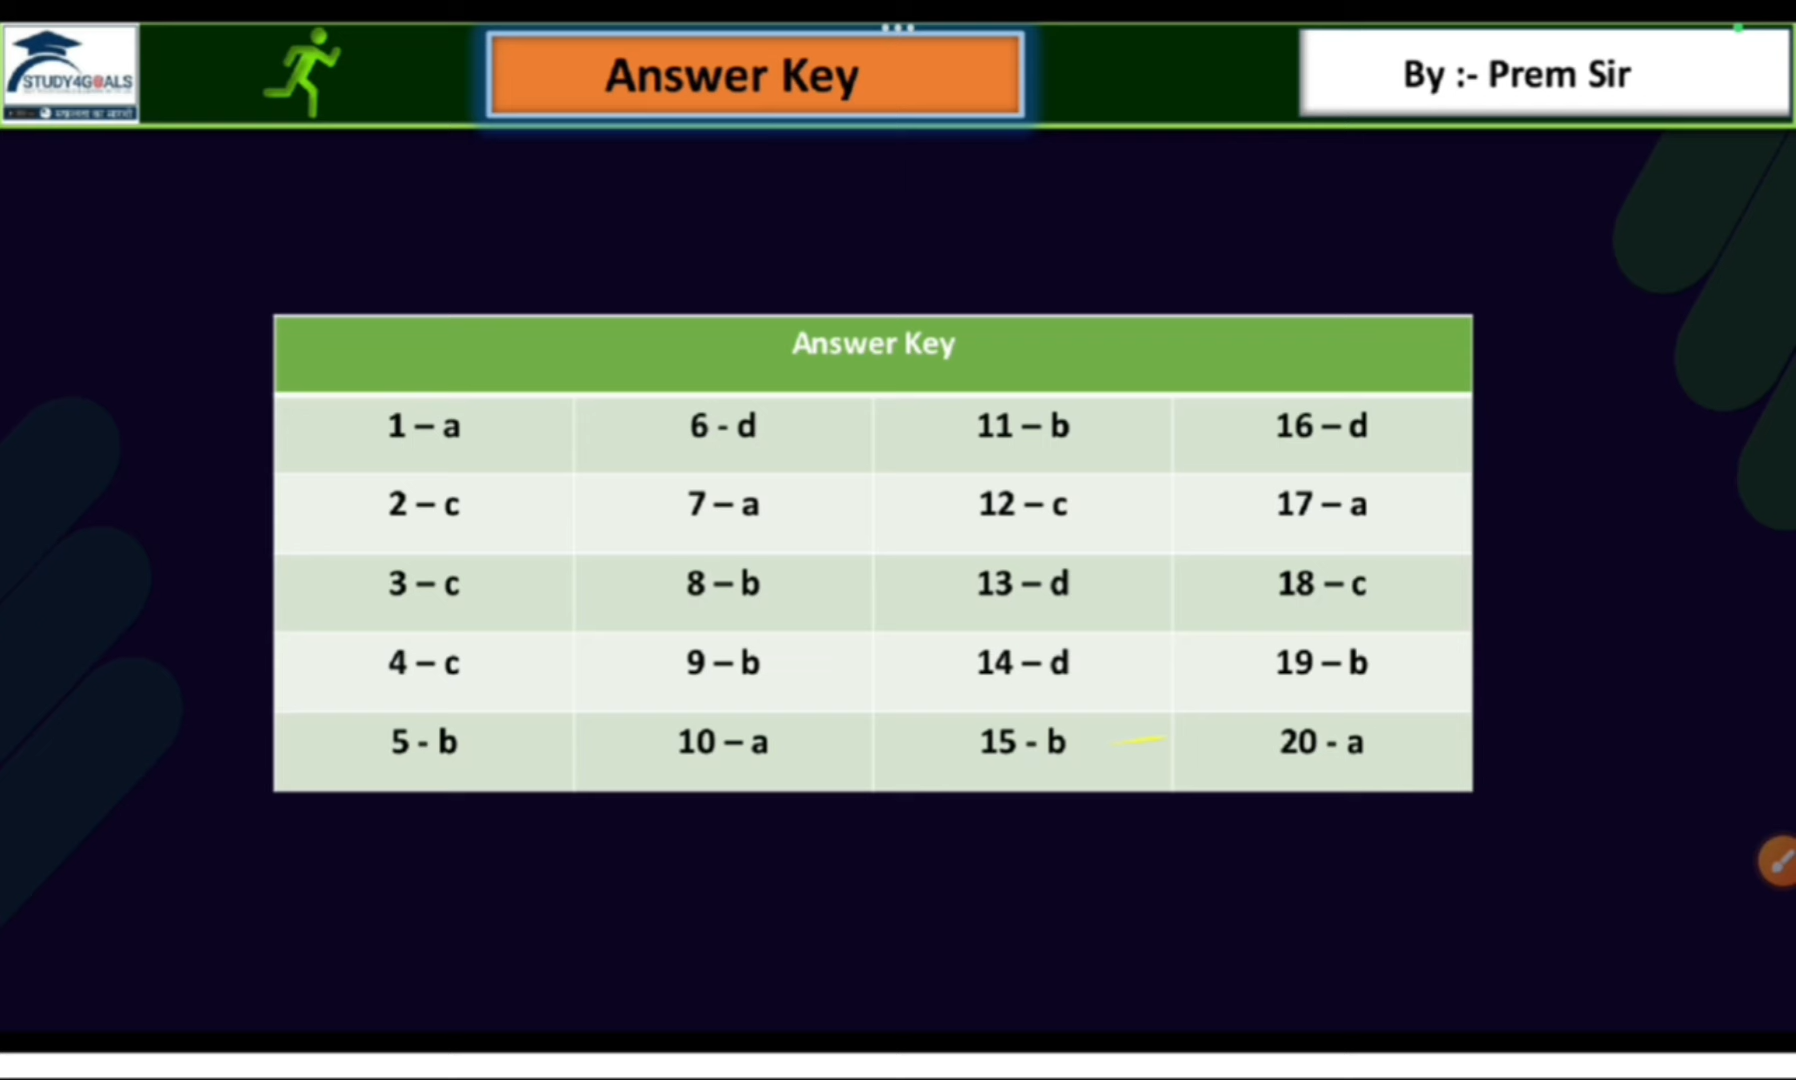 STUDY4GOALS
Answer Key
By :- Prem Sir
Answer Key
1 – a 6 - d 11 – b 16 – d
2 – c 7 – a 12 – c 17 – a
3 – c 8 – b 13 – d 18 – c
4 – c 9 – b 14 – d 19 – b
5 - b 10 – a 15 - b 20 - a